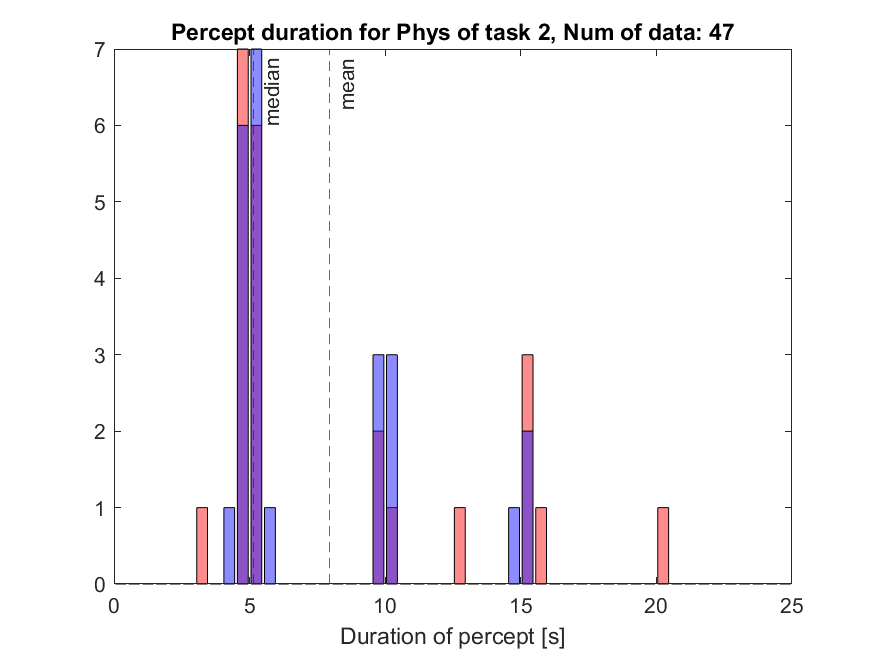 Percept duration for Phys of task 2, Num of data: 47
7
6
5
4
3
2
1
0
median
mean
0 5 10 15 20 25
Duration of percept [s]